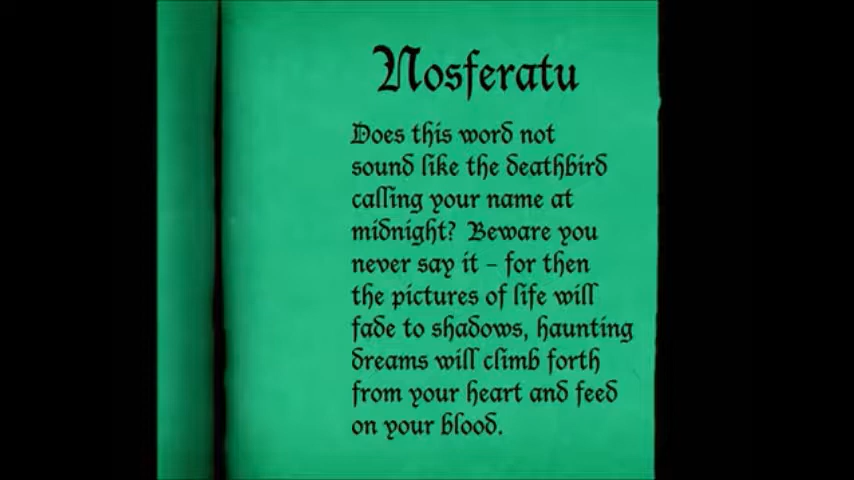 Nosferatu
Does this word not
sound like the deathbird
calling your name at
midnight? Beware you
never say it – for then
the pictures of life will
fade to shadows, haunting
dreams will climb forth
from your heart and feed
on your blood.